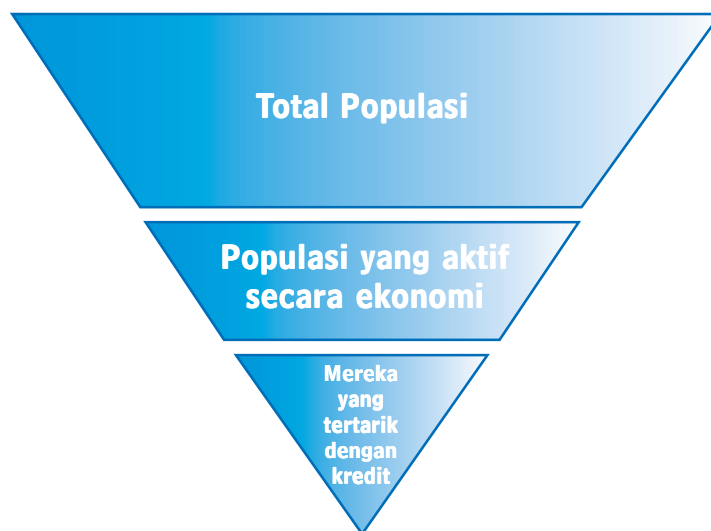 Total Populasi
Populasi yang aktif
secara ekonomi
Mereka
yang
tertarik
dengan
kredit